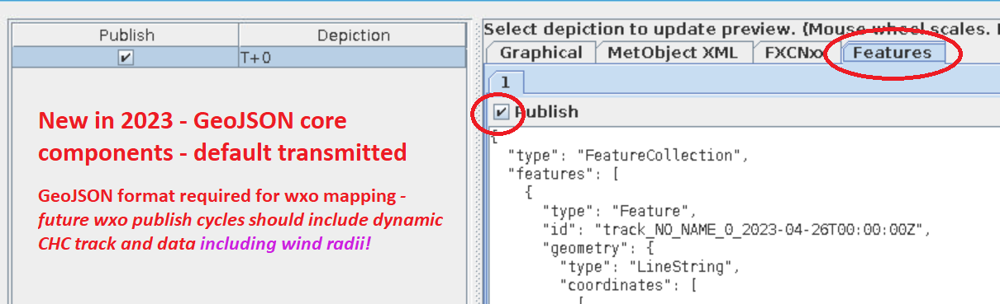 Publish Depiction
T+0
New in 2023 - GeoJSON core
components - default transmitted
GeoJSON format required for wxo mapping -
future wxo publish cycles should include dynamic
CHC track and data including wind radii!
Select depiction to update preview. (Mouse wheel scales.
Graphical MetObject XML FXCNxx Features
1
Publish
{
"type": "FeatureCollection",
"features": [
{
"type": "Feature",
"id": "track_NO_NAME_0_2023-04-26T00:00:00Z",
"geometry": {
"type": "LineString",
"coordinates": [
[